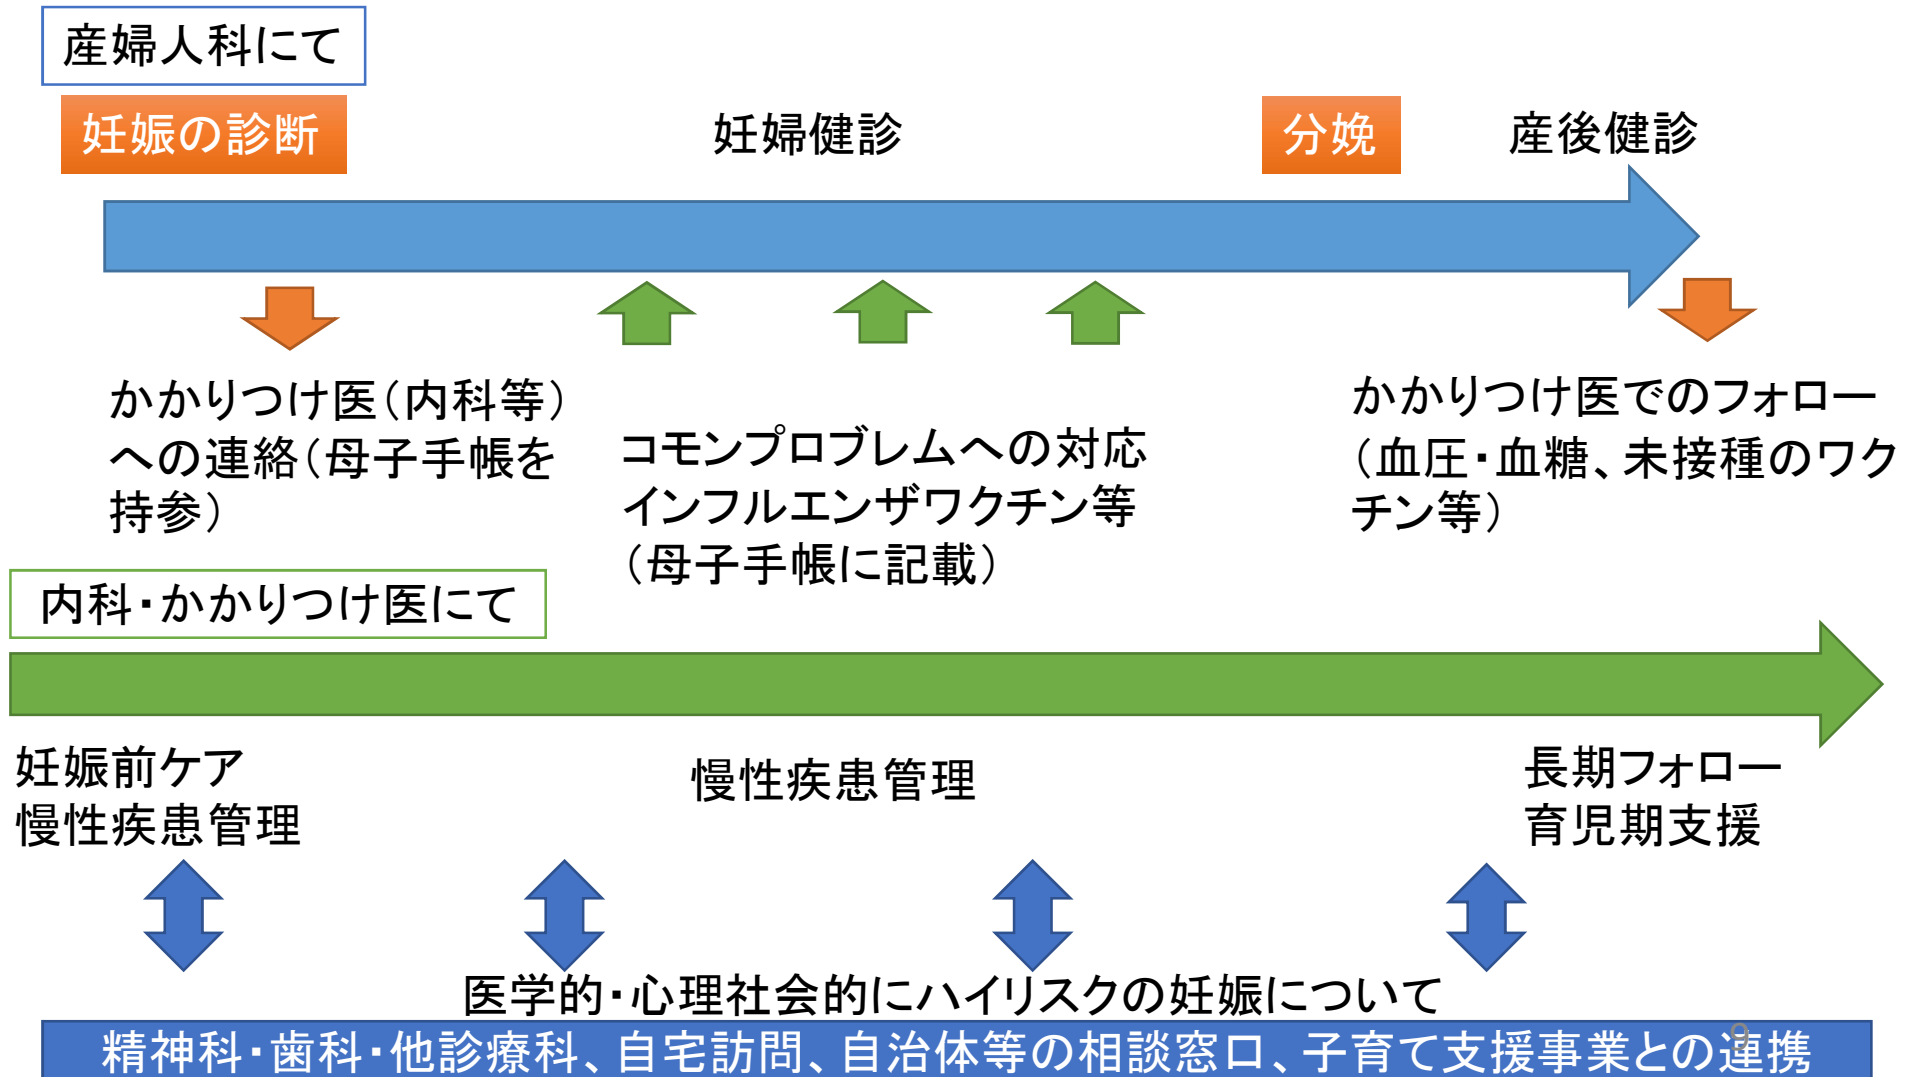 産婦人科にて
妊娠の診断
妊婦健診
分娩
産後健診
かかりつけ医（内科等）
への連絡（母子手帳を
持参）
コモンプロブレムへの対応
インフルエンザワクチン等
（母子手帳に記載）
かかりつけ医でのフォロー
（血圧・血糖、未接種のワク
チン等）
内科・かかりつけ医にて
妊娠前ケア
慢性疾患管理
慢性疾患管理
長期フォロー
育児期支援
医学的・心理社会的にハイリスクの妊娠について
精神科・歯科・他診療科、自宅訪問、自治体等の相談窓口、子育て支援事業との連携
9